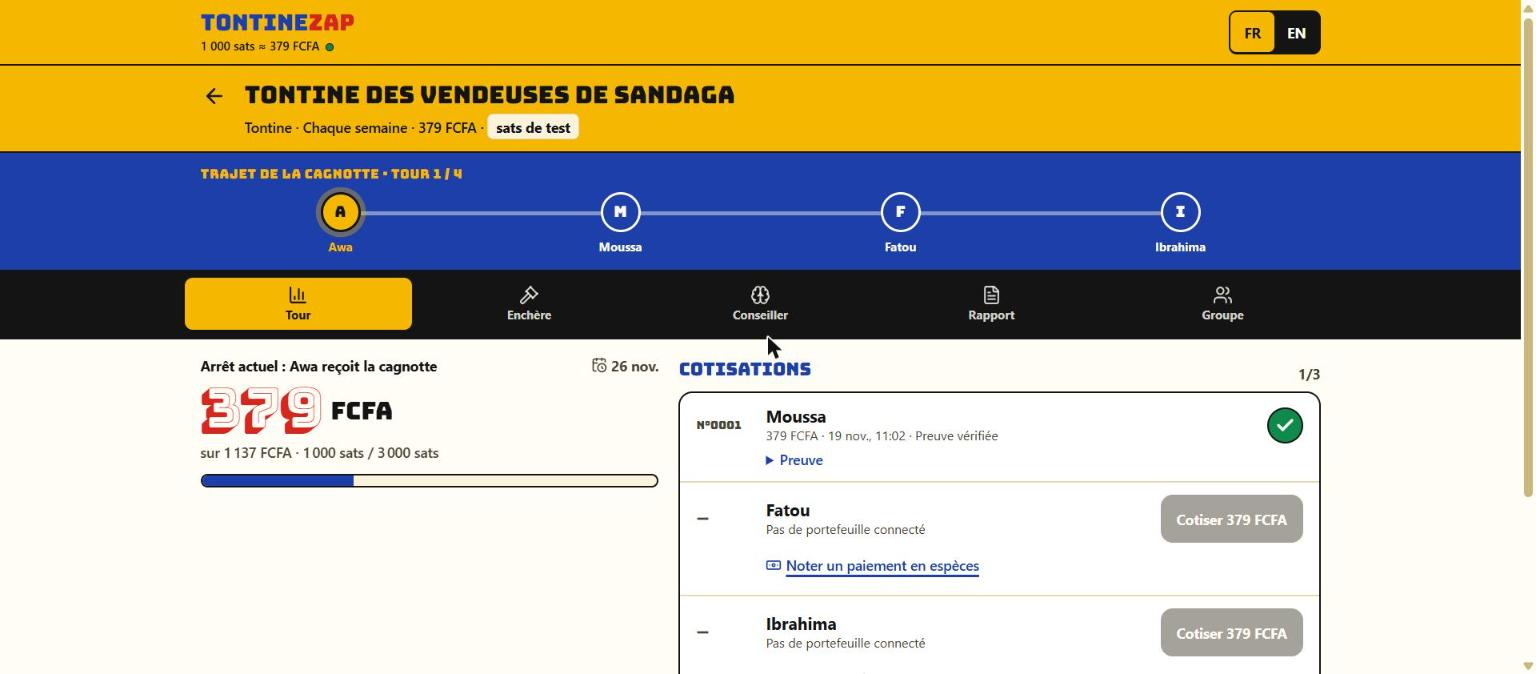 TONTINEZAP
1 000 sats ≈ 379 FCFA
FR EN
TONTINE DES VENDEUSES DE SANDAGA
Tontine · Chaque semaine · 379 FCFA · sats de test
TRAJET DE LA CAGNOTTE · TOUR 1 / 4
A M F I
Awa Moussa Fatou Ibrahima
Tour Enchère Conseiller Rapport Groupe
Arrêt actuel : Awa reçoit la cagnotte 26 nov.
379 FCFA
sur 1 137 FCFA · 1 000 sats / 3 000 sats
COTISATIONS 1/3
N°0001 Moussa
379 FCFA · 19 nov., 11:02 · Preuve vérifiée
Preuve
– Fatou
Pas de portefeuille connecté
Cotiser 379 FCFA
Noter un paiement en espèces
– Ibrahima
Pas de portefeuille connecté
Cotiser 379 FCFA